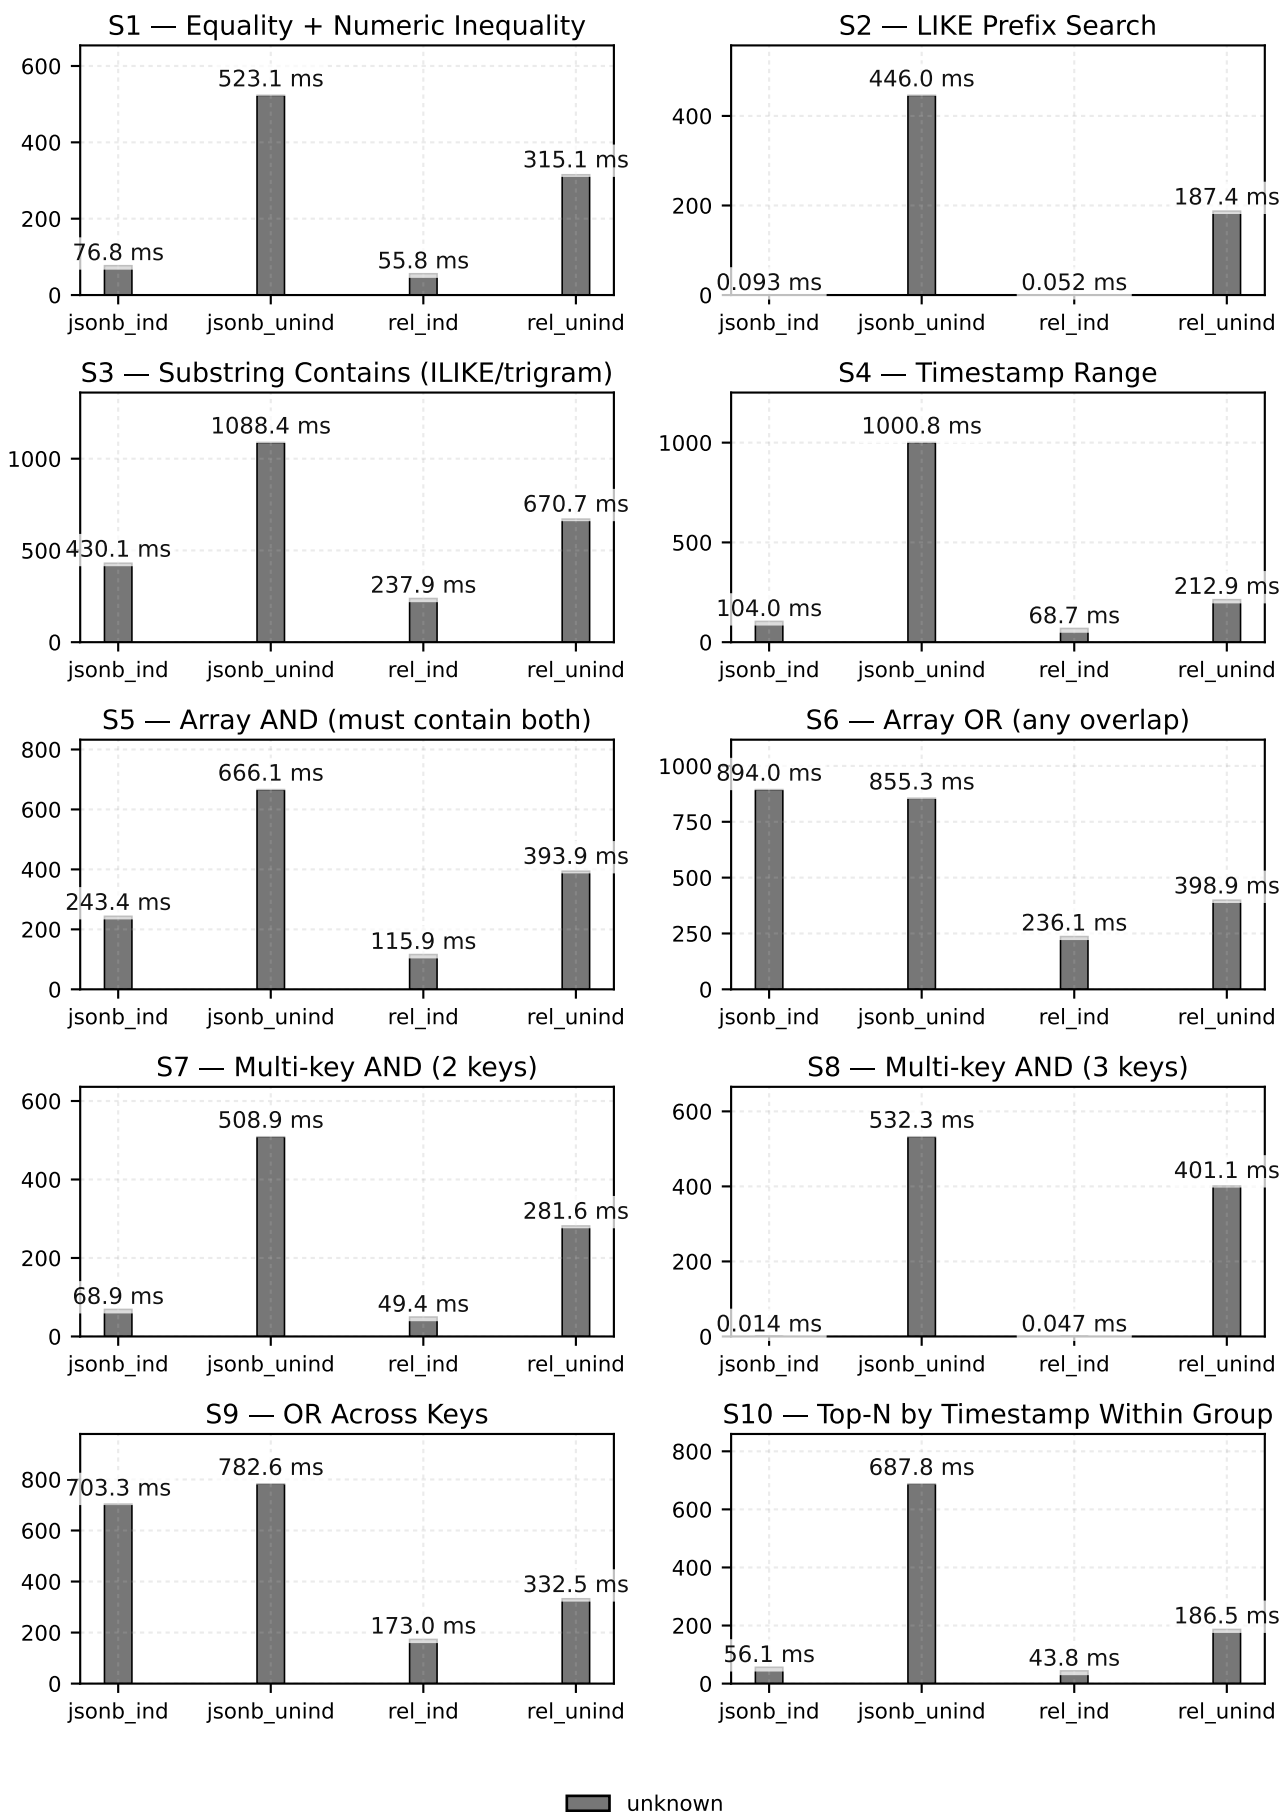 S1 — Equality + Numeric Inequality
600
400
200
0
76.8 ms
523.1 ms
55.8 ms
315.1 ms
jsonb_ind
jsonb_unind
rel_ind
rel_unind
S2 — LIKE Prefix Search
400
200
0
0.093 ms
446.0 ms
0.052 ms
187.4 ms
jsonb_ind
jsonb_unind
rel_ind
rel_unind
S3 — Substring Contains (ILIKE/trigram)
1000
500
0
430.1 ms
1088.4 ms
237.9 ms
670.7 ms
jsonb_ind
jsonb_unind
rel_ind
rel_unind
S4 — Timestamp Range
1000
500
0
104.0 ms
1000.8 ms
68.7 ms
212.9 ms
jsonb_ind
jsonb_unind
rel_ind
rel_unind
S5 — Array AND (must contain both)
800
600
400
200
0
243.4 ms
666.1 ms
115.9 ms
393.9 ms
jsonb_ind
jsonb_unind
rel_ind
rel_unind
S6 — Array OR (any overlap)
1000
750
500
250
0
894.0 ms
855.3 ms
236.1 ms
398.9 ms
jsonb_ind
jsonb_unind
rel_ind
rel_unind
S7 — Multi-key AND (2 keys)
600
400
200
0
68.9 ms
508.9 ms
49.4 ms
281.6 ms
jsonb_ind
jsonb_unind
rel_ind
rel_unind
S8 — Multi-key AND (3 keys)
600
400
200
0
0.014 ms
532.3 ms
0.047 ms
401.1 ms
jsonb_ind
jsonb_unind
rel_ind
rel_unind
S9 — OR Across Keys
800
600
400
200
0
703.3 ms
782.6 ms
173.0 ms
332.5 ms
jsonb_ind
jsonb_unind
rel_ind
rel_unind
S10 — Top-N by Timestamp Within Group
800
600
400
200
0
56.1 ms
687.8 ms
43.8 ms
186.5 ms
jsonb_ind
jsonb_unind
rel_ind
rel_unind
unknown